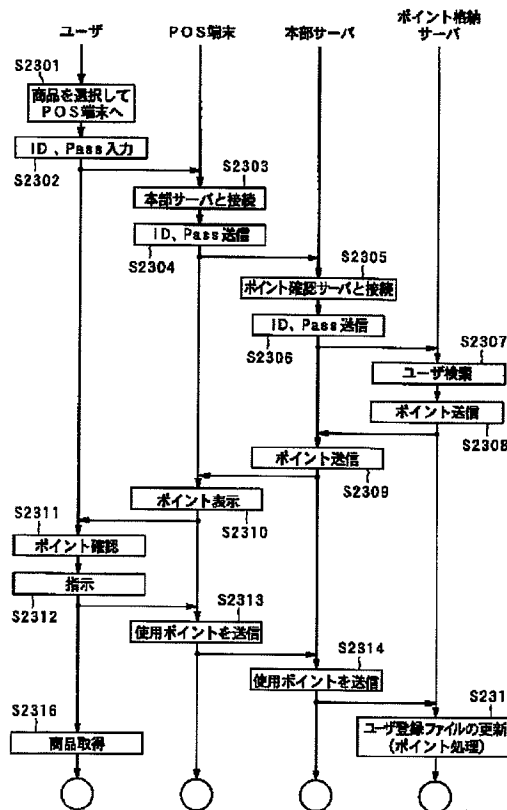 ユーザ
POS端末
本部サーバ
ポイント格納
サーバ
S2301
商品を選択して
POS端末へ
ID、Pass入力
S2302
S2303
本部サーバと接続
ID、Pass送信
S2304
S2305
ポイント確認サーバと接続
ID、Pass送信
S2306
S2307
ユーザ検索
ポイント送信
S2308
ポイント送信
S2309
ポイント表示
S2310
S2311
ポイント確認
指示
S2312
S2313
使用ポイントを送信
S2314
使用ポイントを送信
S231
ユーザ登録ファイルの更新
(ポイント処理)
S2316
商品取得